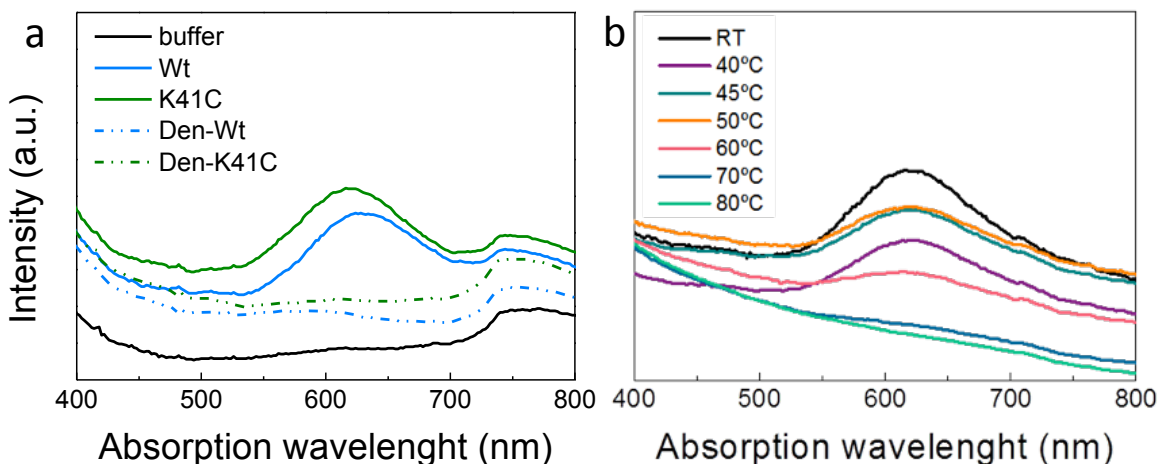 a
buffer
Wt
K41C
Den-Wt
Den-K41C
Intensity (a.u.)
400 500 600 700 800
Absorption wavelenght (nm)
b
RT
40ºC
45ºC
50ºC
60ºC
70ºC
80ºC
400 500 600 700 800
Absorption wavelenght (nm)